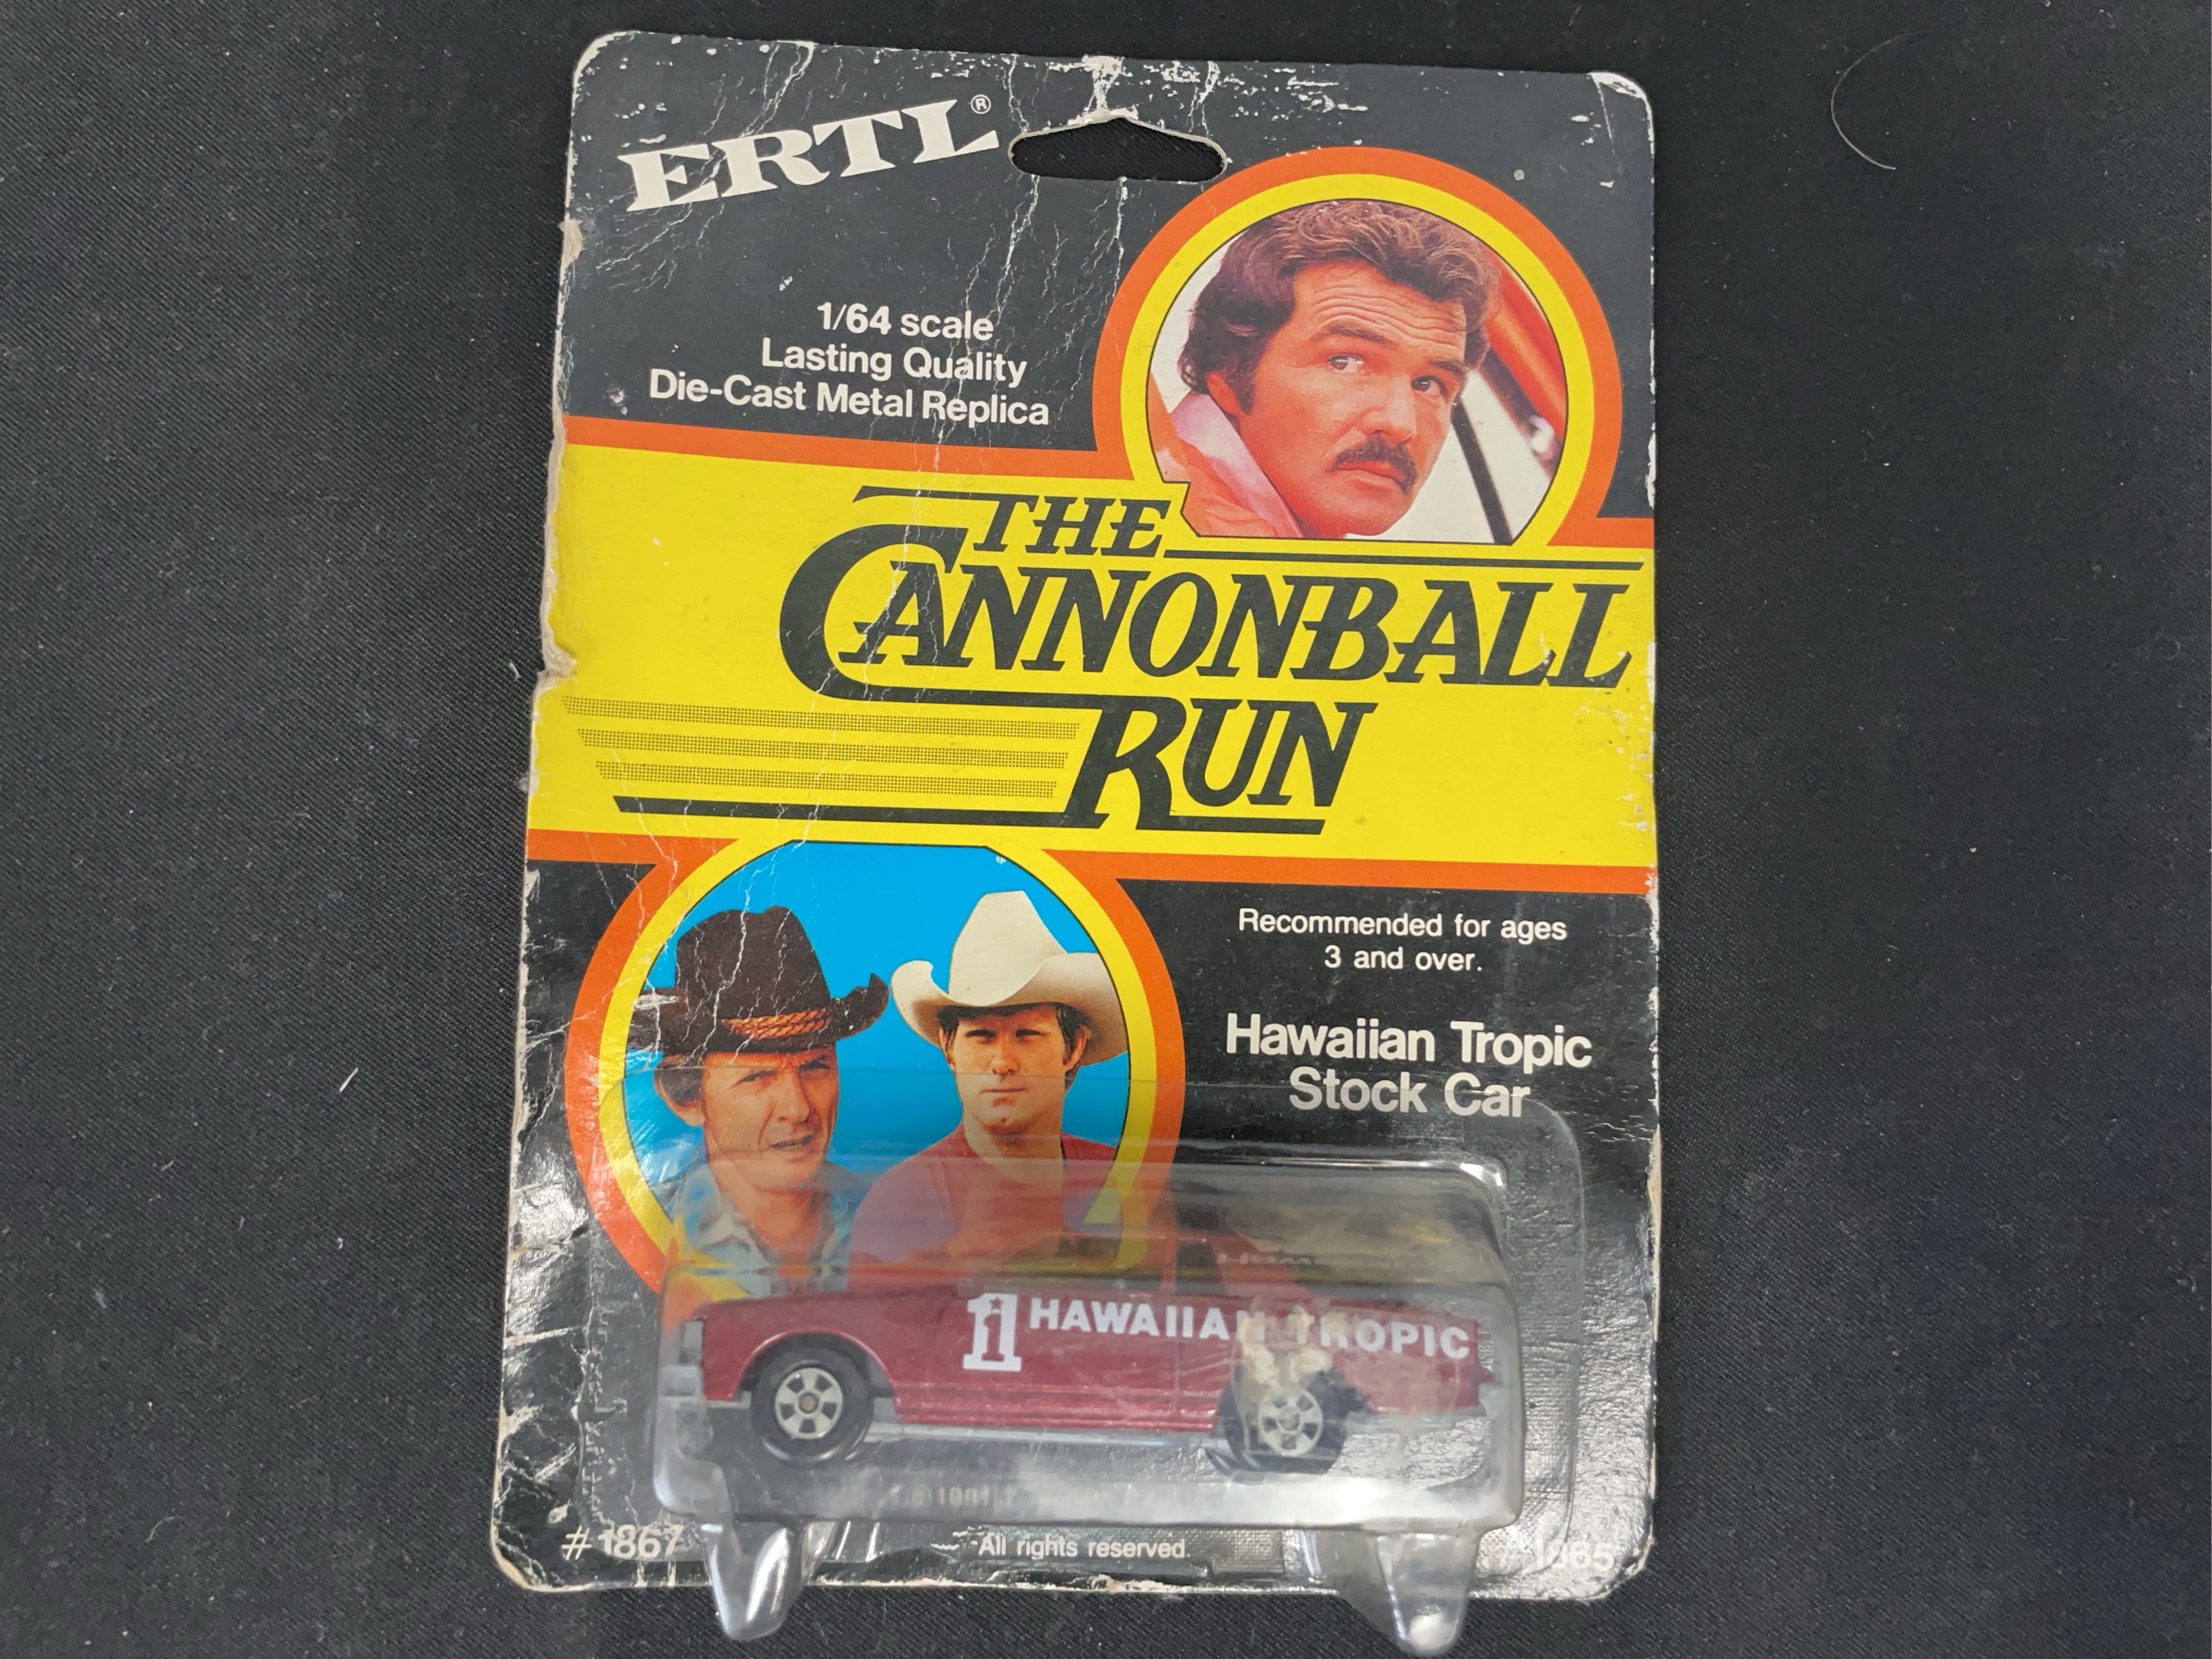 ERTL®
1/64 scale
Lasting Quality
Die-Cast Metal Replica
THE
CANNONBALL
RUN
Recommended for ages
3 and over.
Hawaiian Tropic
Stock Car
1 HAWAIIAN TROPIC
#1867
All rights reserved.
1865